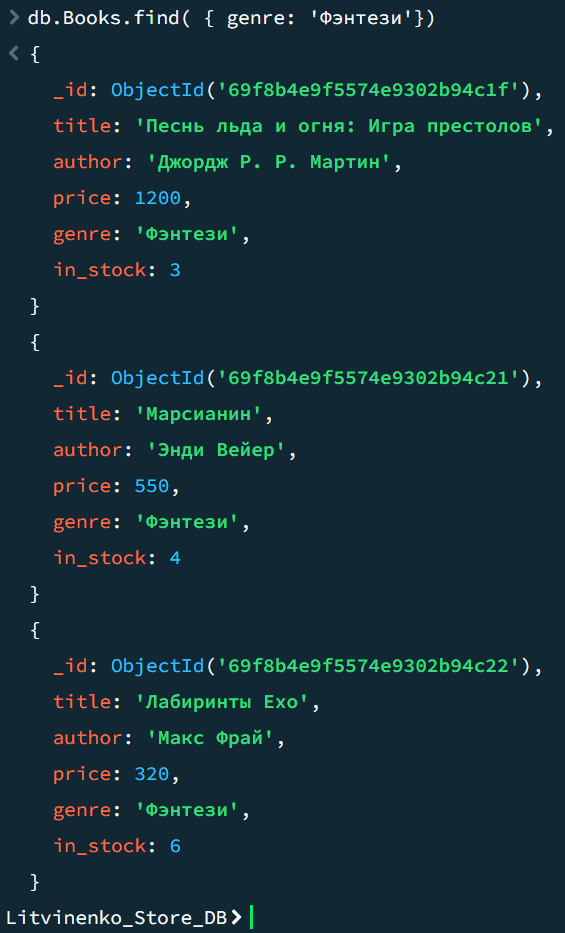 > db.Books.find( { genre: 'Фэнтези'})
< {
_id: ObjectId('69f8b4e9f5574e9302b94c1f'),
title: 'Песнь льда и огня: Игра престолов',
author: 'Джордж Р. Р. Мартин',
price: 1200,
genre: 'Фэнтези',
in_stock: 3
}
{
_id: ObjectId('69f8b4e9f5574e9302b94c21'),
title: 'Марсианин',
author: 'Энди Вейер',
price: 550,
genre: 'Фэнтези',
in_stock: 4
}
{
_id: ObjectId('69f8b4e9f5574e9302b94c22'),
title: 'Лабиринты Ехо',
author: 'Макс Фрай',
price: 320,
genre: 'Фэнтези',
in_stock: 6
}
Litvinenko_Store_DB>